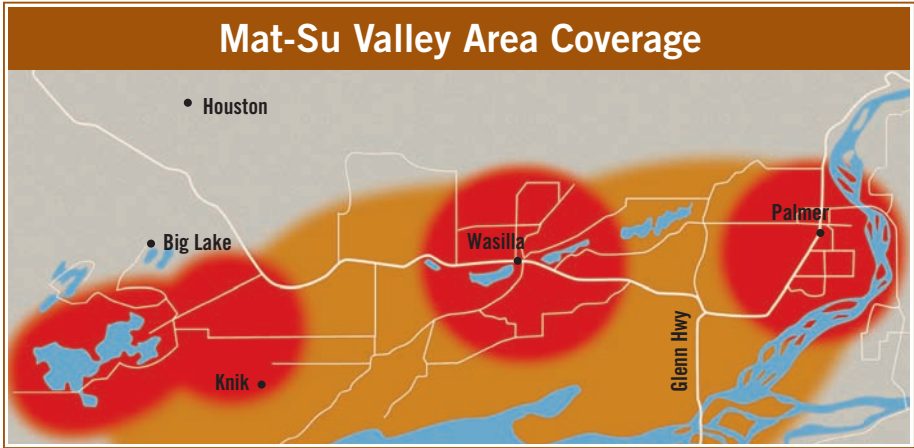 Mat-Su Valley Area Coverage
Houston
Palmer
Big Lake
Wasilla
Glenn Hwy
Knik